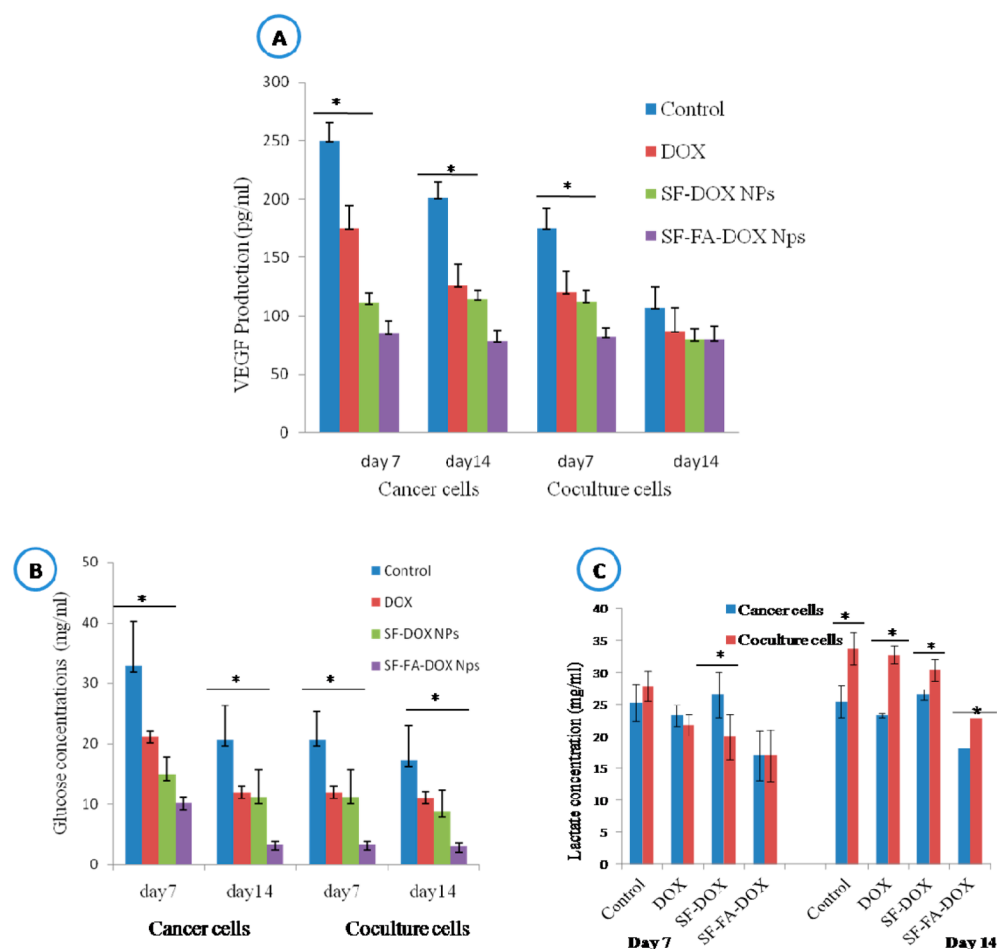 A
VEGF Production (pg/ml)
300
250
200
150
100
50
0
*
*
*
Control
DOX
SF-DOX NPs
SF-FA-DOX Nps
day 7
day14
day7
day14
Cancer cells
Coculture cells
B
Glucose concentrations (mg/ml)
50
40
30
20
10
0
*
*
*
*
Control
DOX
SF-DOX NPs
SF-FA-DOX Nps
day7
day14
day7
day14
Cancer cells
Coculture cells
C
Lactate concentration (mg/ml)
40
35
30
25
20
15
10
5
0
Cancer cells
Coculture cells
*
*
*
*
*
Control
DOX
SF-DOX
SF-FA-DOX
Control
DOX
SF-DOX
SF-FA-DOX
Day 7
Day 14